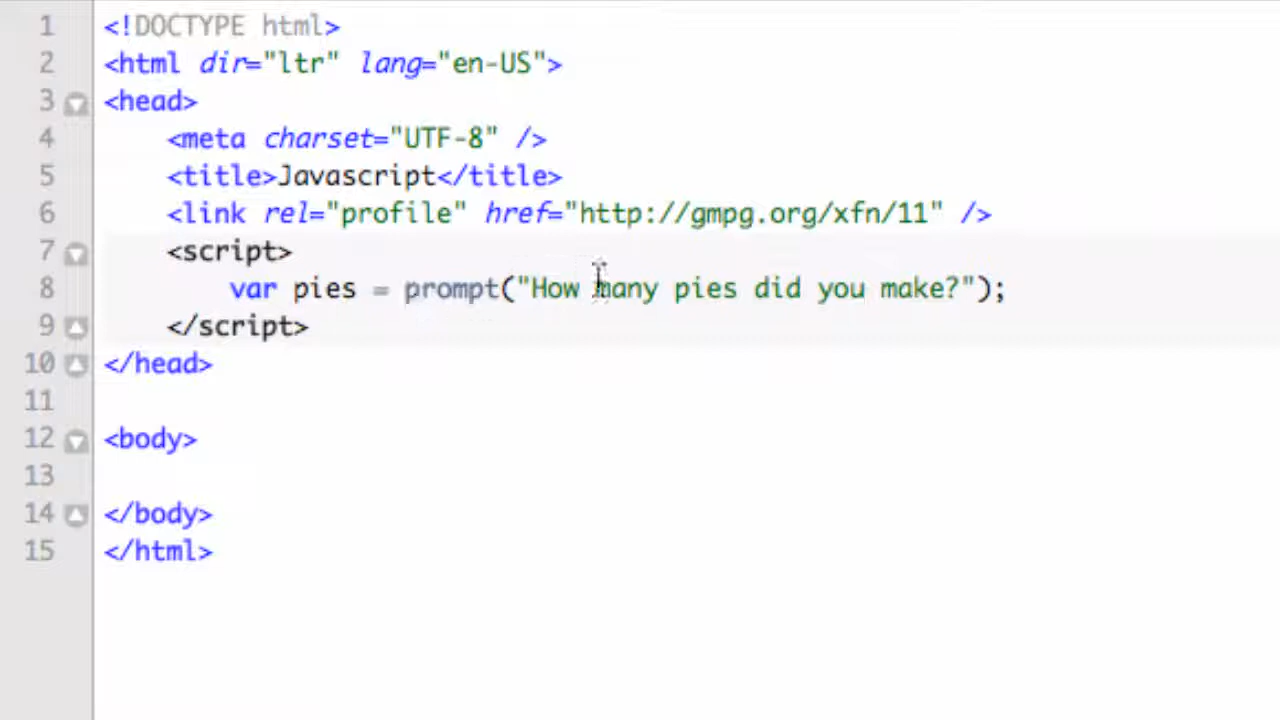 1 <!DOCTYPE html>
2 <html dir="ltr" lang="en-US">
3 <head>
4 <meta charset="UTF-8" />
5 <title>Javascript</title>
6 <link rel="profile" href="http://gmpg.org/xfn/11" />
7 <script>
8 var pies = prompt("How many pies did you make?");
9 </script>
10 </head>
11
12 <body>
13
14 </body>
15 </html>